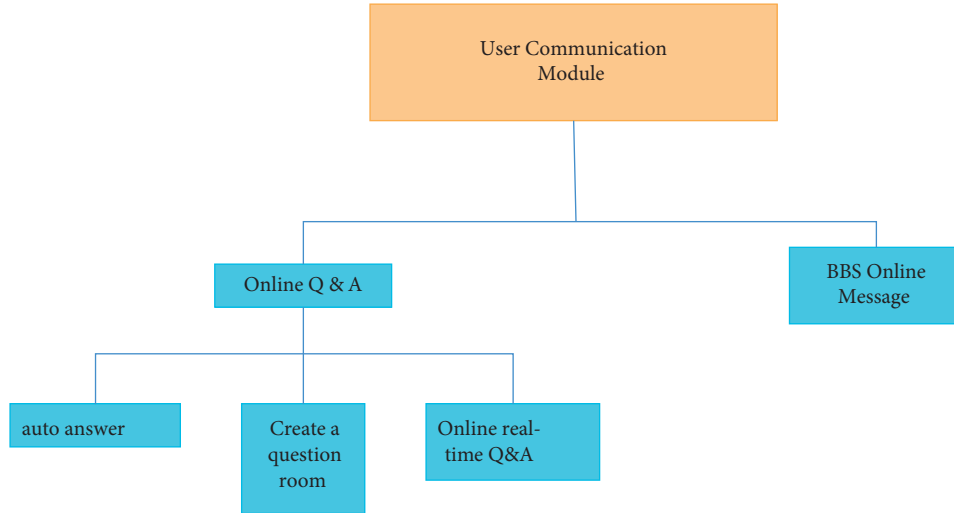 User Communication
Module
Online Q & A
BBS Online
Message
auto answer
Create a
question
room
Online real-
time Q&A